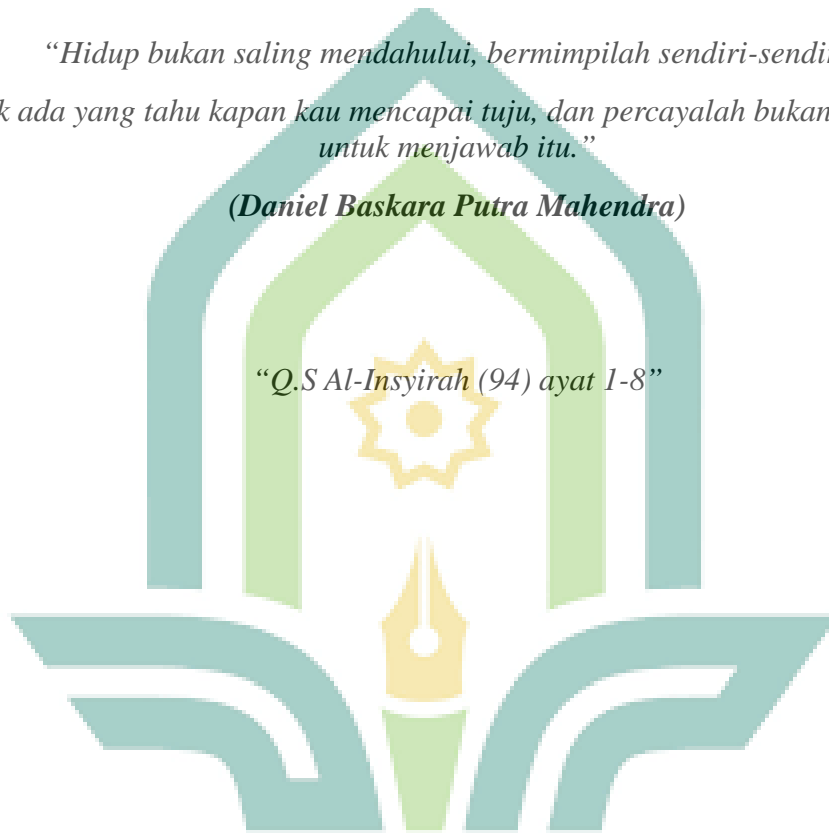 “Hidup bukan saling mendahului, bermimpilah sendiri-sendiri
k ada yang tahu kapan kau mencapai tuju, dan percayalah bukan
untuk menjawab itu.”
(Daniel Baskara Putra Mahendra)
“Q.S Al-Insyirah (94) ayat 1-8”